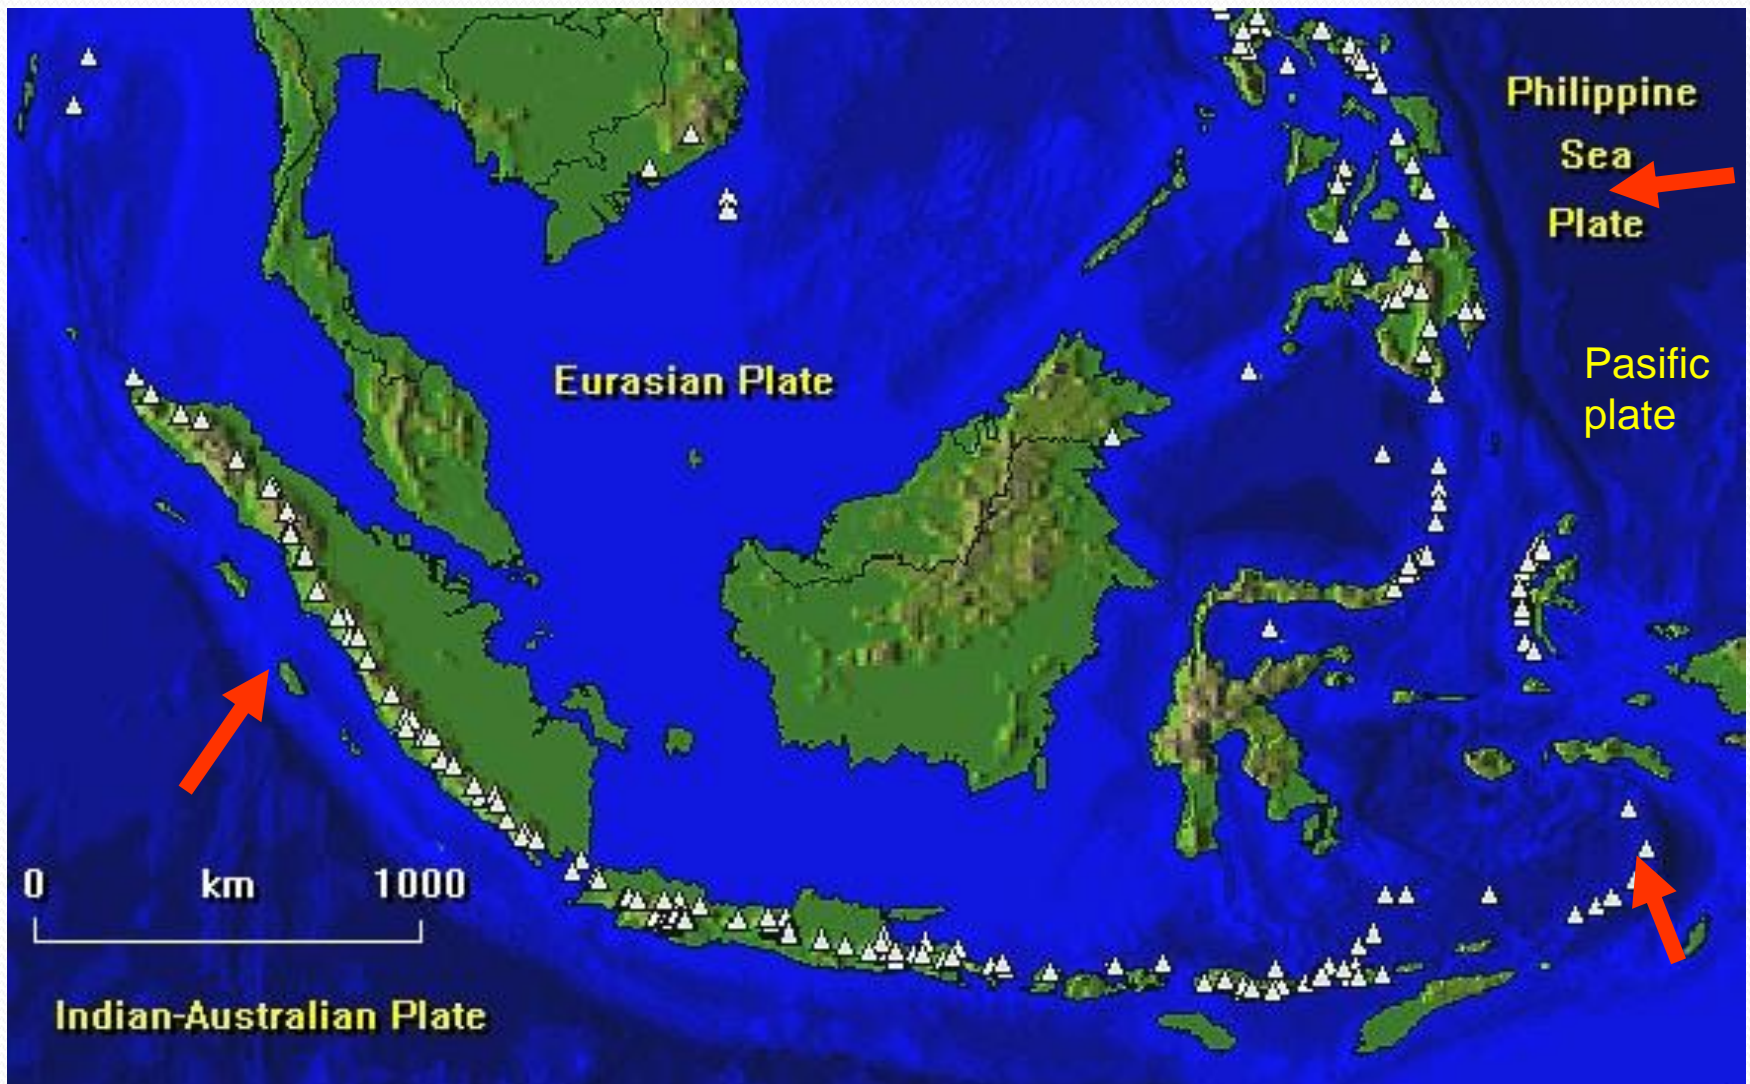 Philippine
Sea
Plate
Pasific
plate
Eurasian Plate
0 km 1000
Indian-Australian Plate